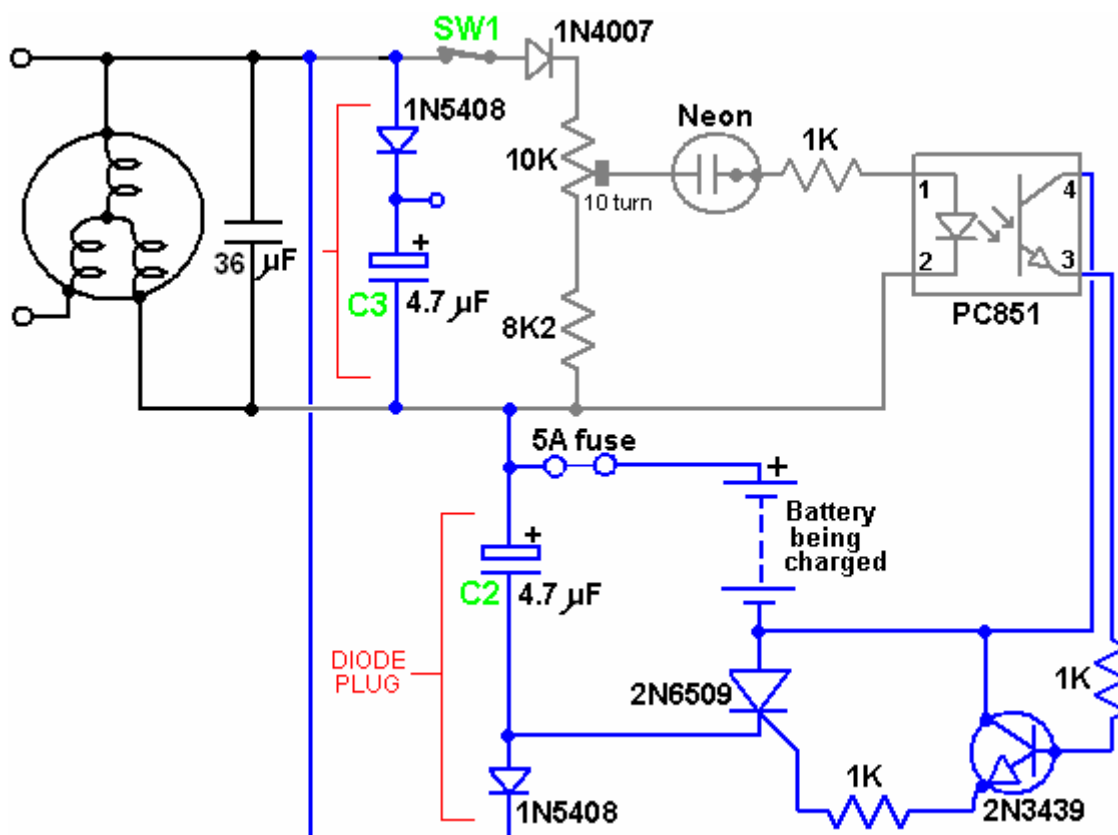 SW1
1N4007
1N5408
Neon
1K
10K
10 turn
1
4
2
3
36 µF
+
C3
4.7 µF
8K2
PC851
5A fuse
+
Battery
being
charged
+
C2
4.7 µF
DIODE
PLUG
2N6509
1K
1K
1N5408
2N3439